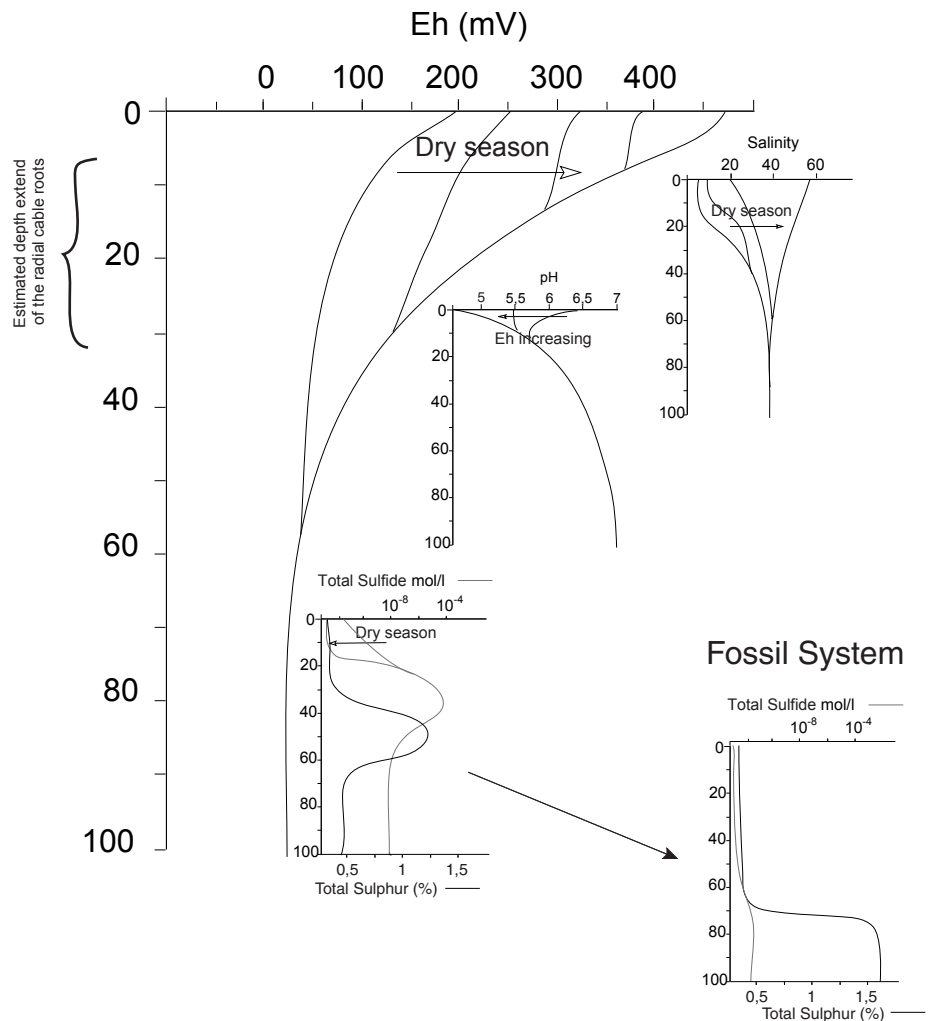 Eh (mV)
0 100 200 300 400
0
20
40
60
80
100
Estimated depth extend
of the radial cable roots
Dry season
Salinity
20 40 60
0
20
40
60
80
100
Dry season
pH
5 5.5 6 6.5 7
0
20
40
60
80
100
Eh increasing
Total Sulfide mol/l
10-8 10-4
0
20
40
60
80
100
Dry season
0,5 1 1,5
Total Sulphur (%)
Fossil System
Total Sulfide mol/l
10-8 10-4
0
20
40
60
80
100
0,5 1 1,5
Total Sulphur (%)